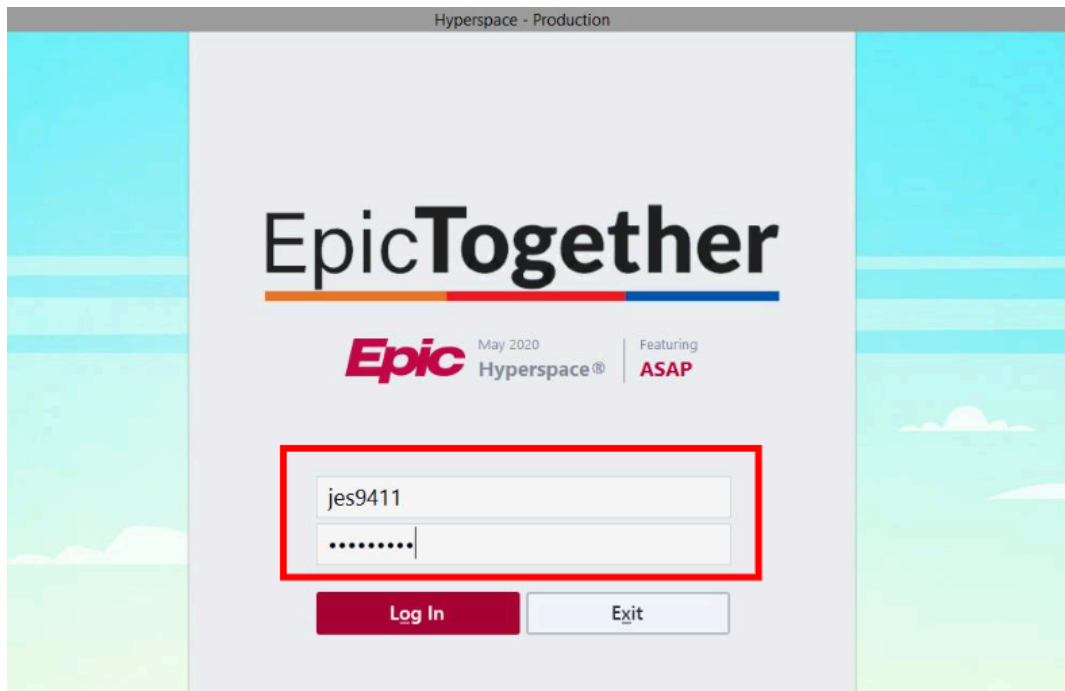 Hyperspace - Production
EpicTogether
Epic
May 2020
Hyperspace®
Featuring
ASAP
jes9411
•••••••••
Log In
Exit